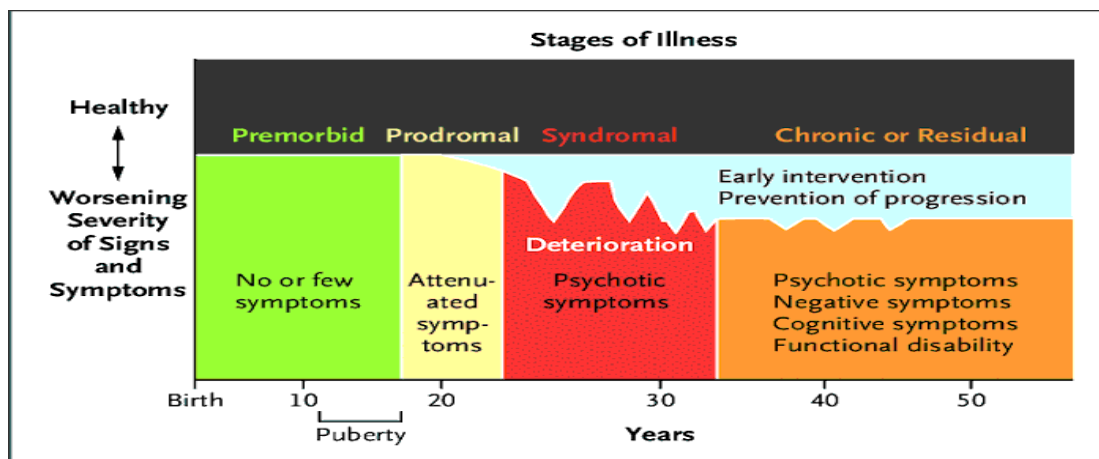 Stages of Illness
Healthy
Worsening
Severity
of Signs
and
Symptoms
Premorbid
Prodromal
Syndromal
Chronic or Residual
Early intervention
Prevention of progression
Deterioration
No or few
symptoms
Attenu-
ated
symp-
toms
Psychotic
symptoms
Psychotic symptoms
Negative symptoms
Cognitive symptoms
Functional disability
Birth
10
20
30
40
50
Puberty
Years